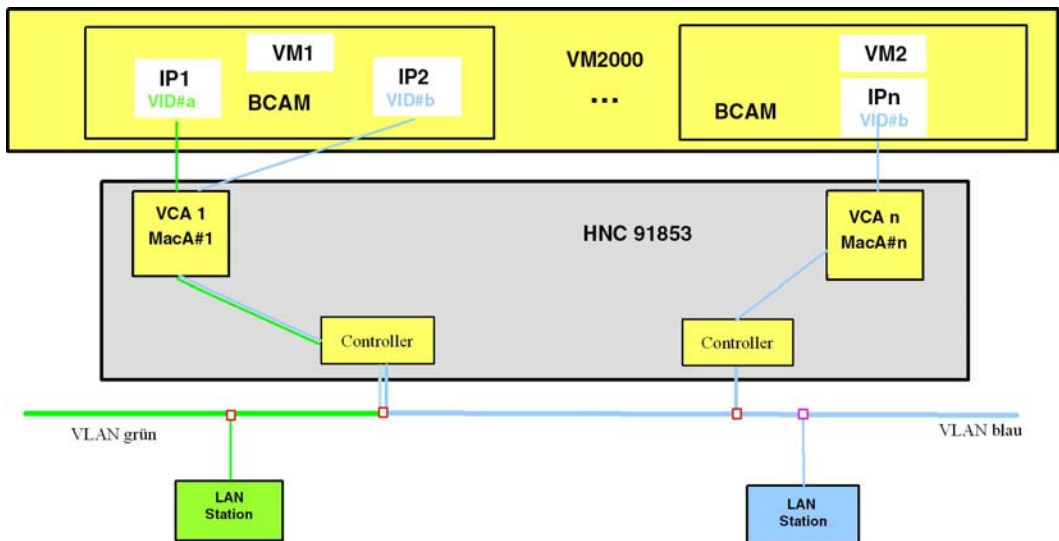 VM1
VM2000
VM2
IP1
VID#a
BCAM
IP2
VID#b
...
BCAM
IPn
VID#b
VCA 1
MacA#1
HNC 91853
VCA n
MacA#n
Controller
Controller
VLAN grün
VLAN blau
LAN
Station
LAN
Station